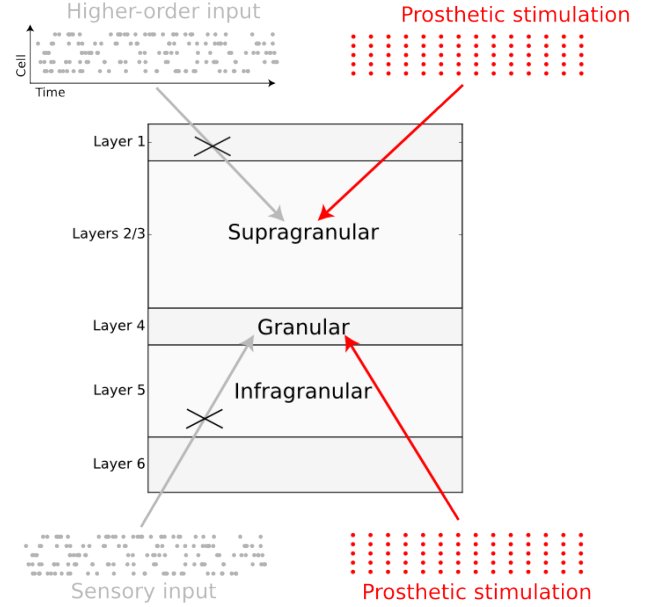 Higher-order input
Prosthetic stimulation
Cell
Time
Layer 1
Layers 2/3
Supragranular
Layer 4
Granular
Layer 5
Infragranular
Layer 6
Sensory input
Prosthetic stimulation